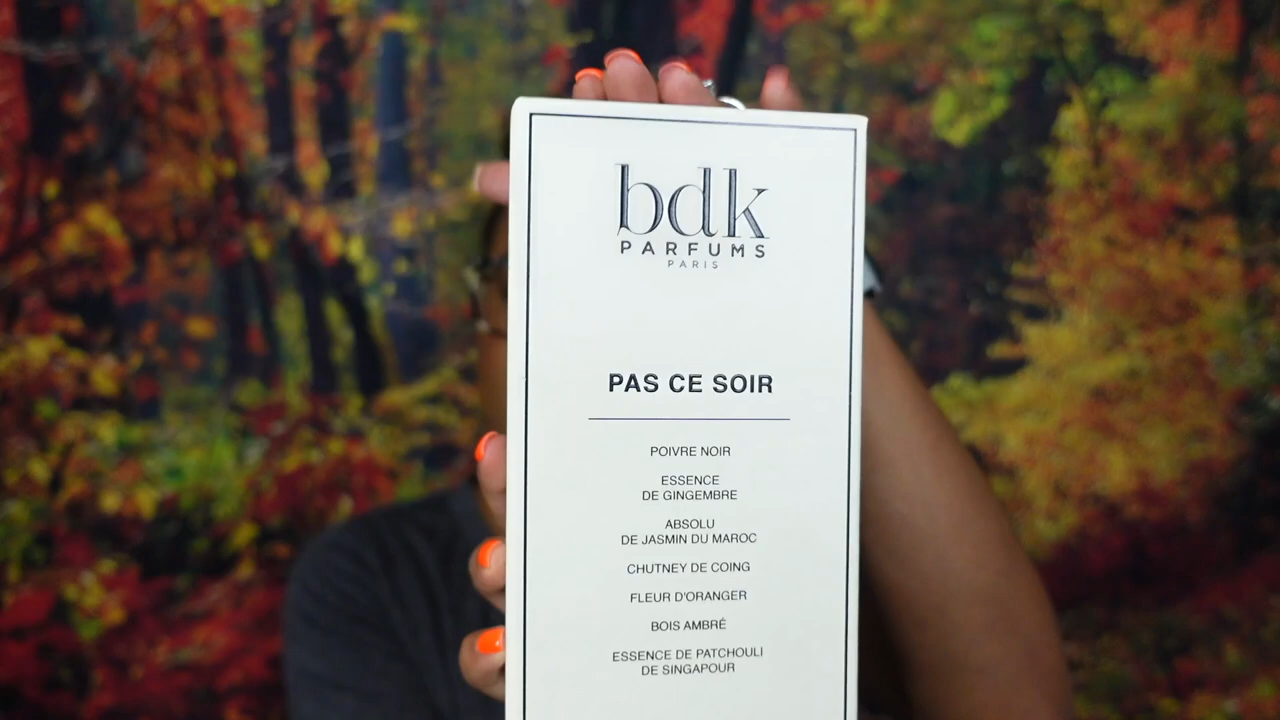 bdk
PARFUMS
PARIS
PAS CE SOIR
POIVRE NOIR
ESSENCE
DE GINGEMBRE
ABSOLU
DE JASMIN DU MAROC
CHUTNEY DE COING
FLEUR D'ORANGER
BOIS AMBRÉ
ESSENCE DE PATCHOULI
DE SINGAPOUR